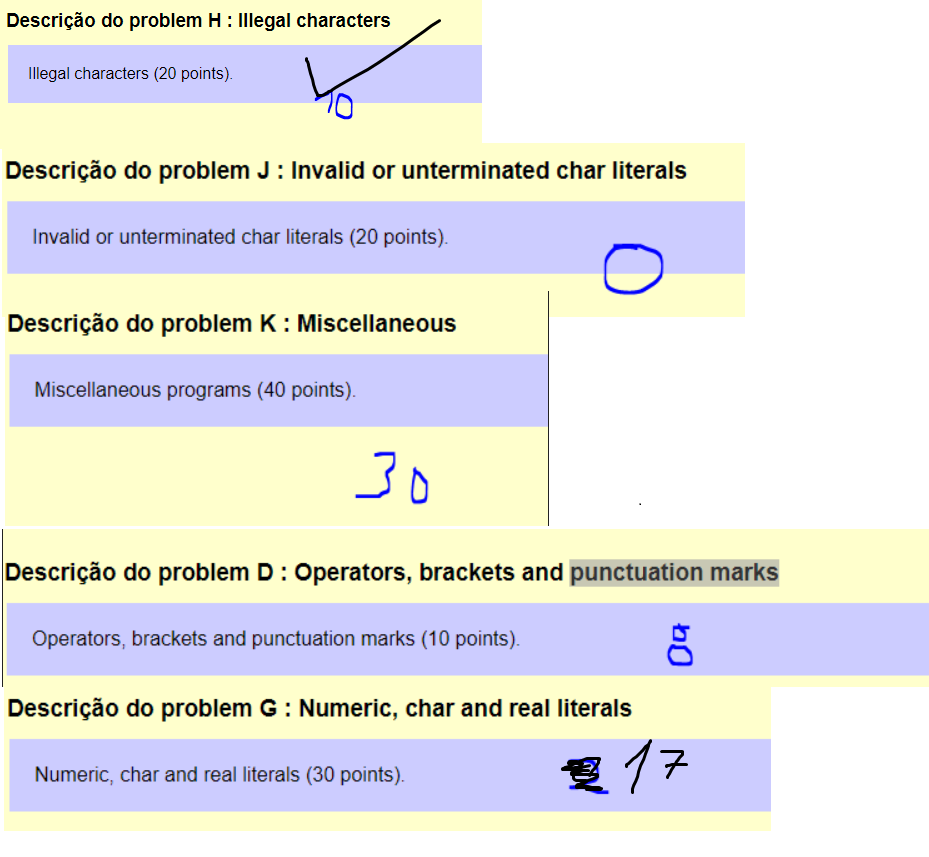 Descrição do problem H : Illegal characters
Illegal characters (20 points).
10
Descrição do problem J : Invalid or unterminated char literals
Invalid or unterminated char literals (20 points).
0
Descrição do problem K : Miscellaneous
Miscellaneous programs (40 points).
30
Descrição do problem D : Operators, brackets and punctuation marks
Operators, brackets and punctuation marks (10 points).
8
Descrição do problem G : Numeric, char and real literals
Numeric, char and real literals (30 points).
17